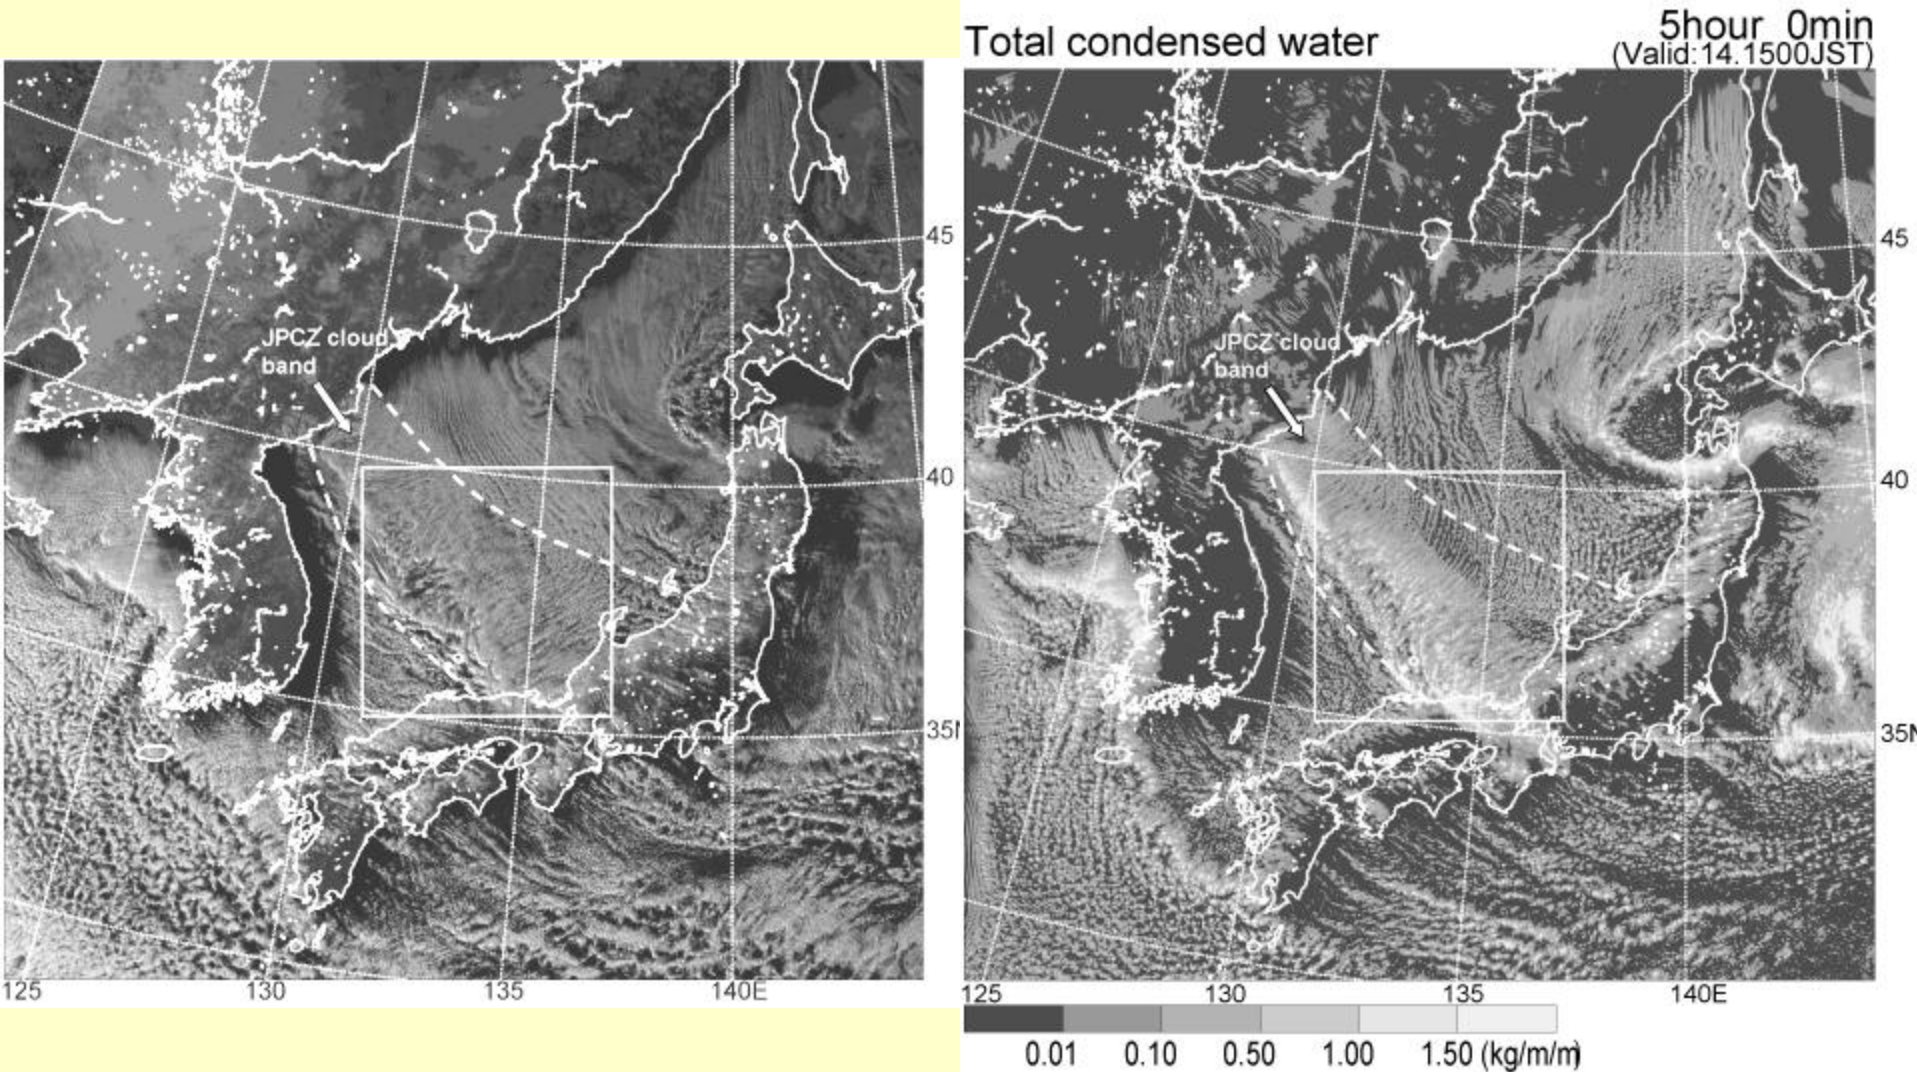 JPCZ cloud
band
45
40
35N
125
130
135
140E
Total condensed water
5hour 0min
(Valid:14.1500JST)
JPCZ cloud
band
45
40
35N
125
130
135
140E
0.01 0.10 0.50 1.00 1.50 (kg/m/m)